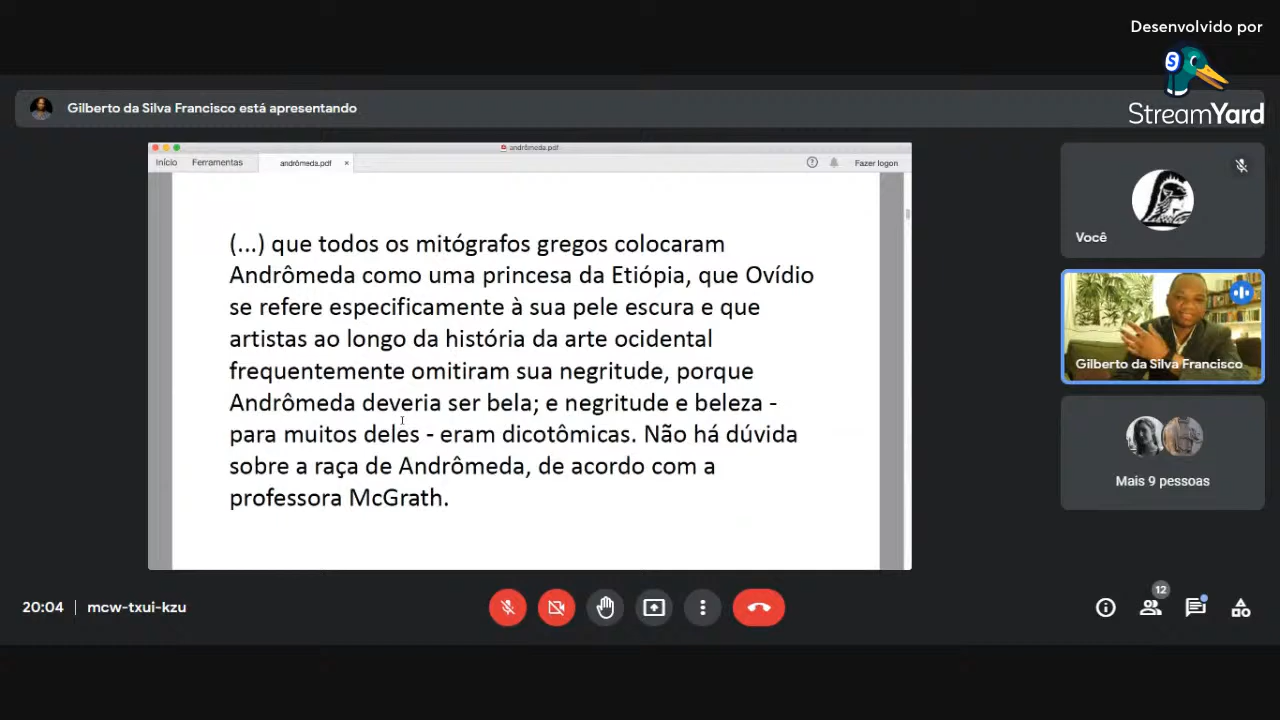 Desenvolvido por
StreamYard
Gilberto da Silva Francisco está apresentando
andrômeda.pdf
Início Ferramentas andrômeda.pdf × Fazer logon
(...) que todos os mitógrafos gregos colocaram
Andrômeda como uma princesa da Etiópia, que Ovídio
se refere especificamente à sua pele escura e que
artistas ao longo da história da arte ocidental
frequentemente omitiram sua negritude, porque
Andrômeda deveria ser bela; e negritude e beleza -
para muitos deles - eram dicotômicas. Não há dúvida
sobre a raça de Andrômeda, de acordo com a
professora McGrath.
Você
Gilberto da Silva Francisco
Mais 9 pessoas
20:04 | mcw-txui-kzu
12